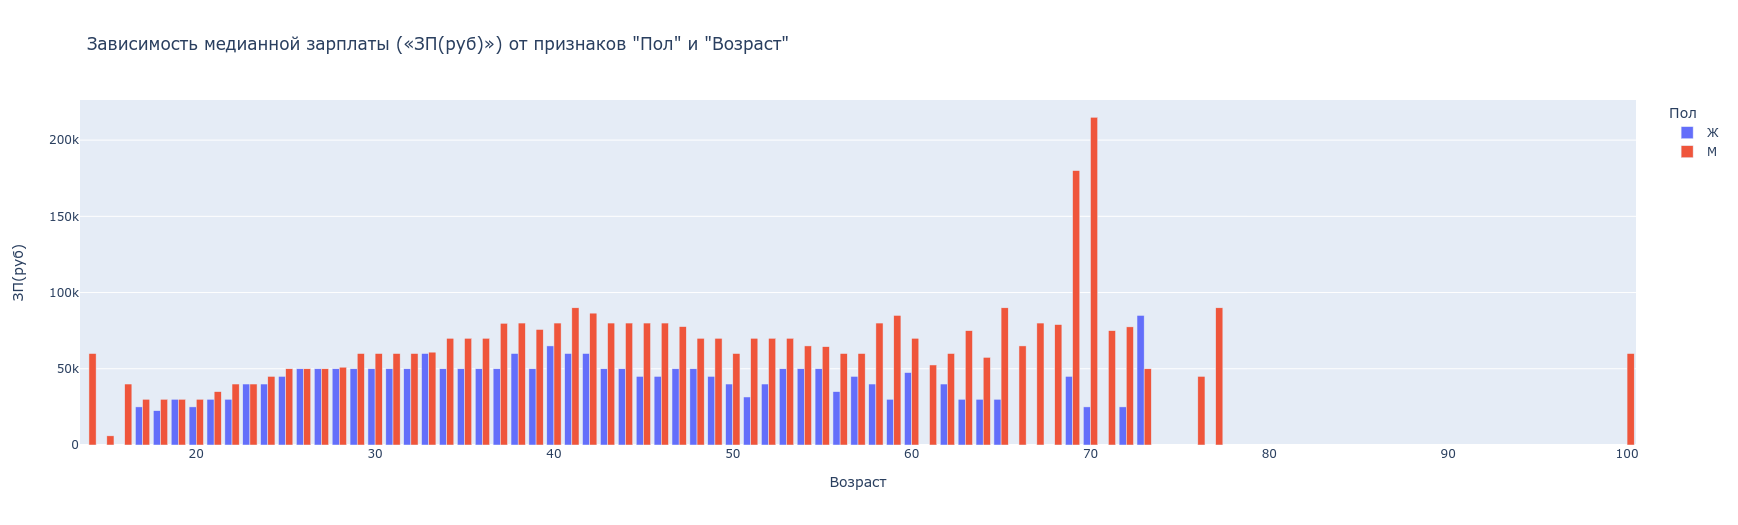 Зависимость медианной зарплаты («ЗП(руб)») от признаков "Пол" и "Возраст"
Пол
ж
м
ЗП(руб)
200k
150k
100k
50k
0
20 30 40 50 60 70 80 90 100
Возраст